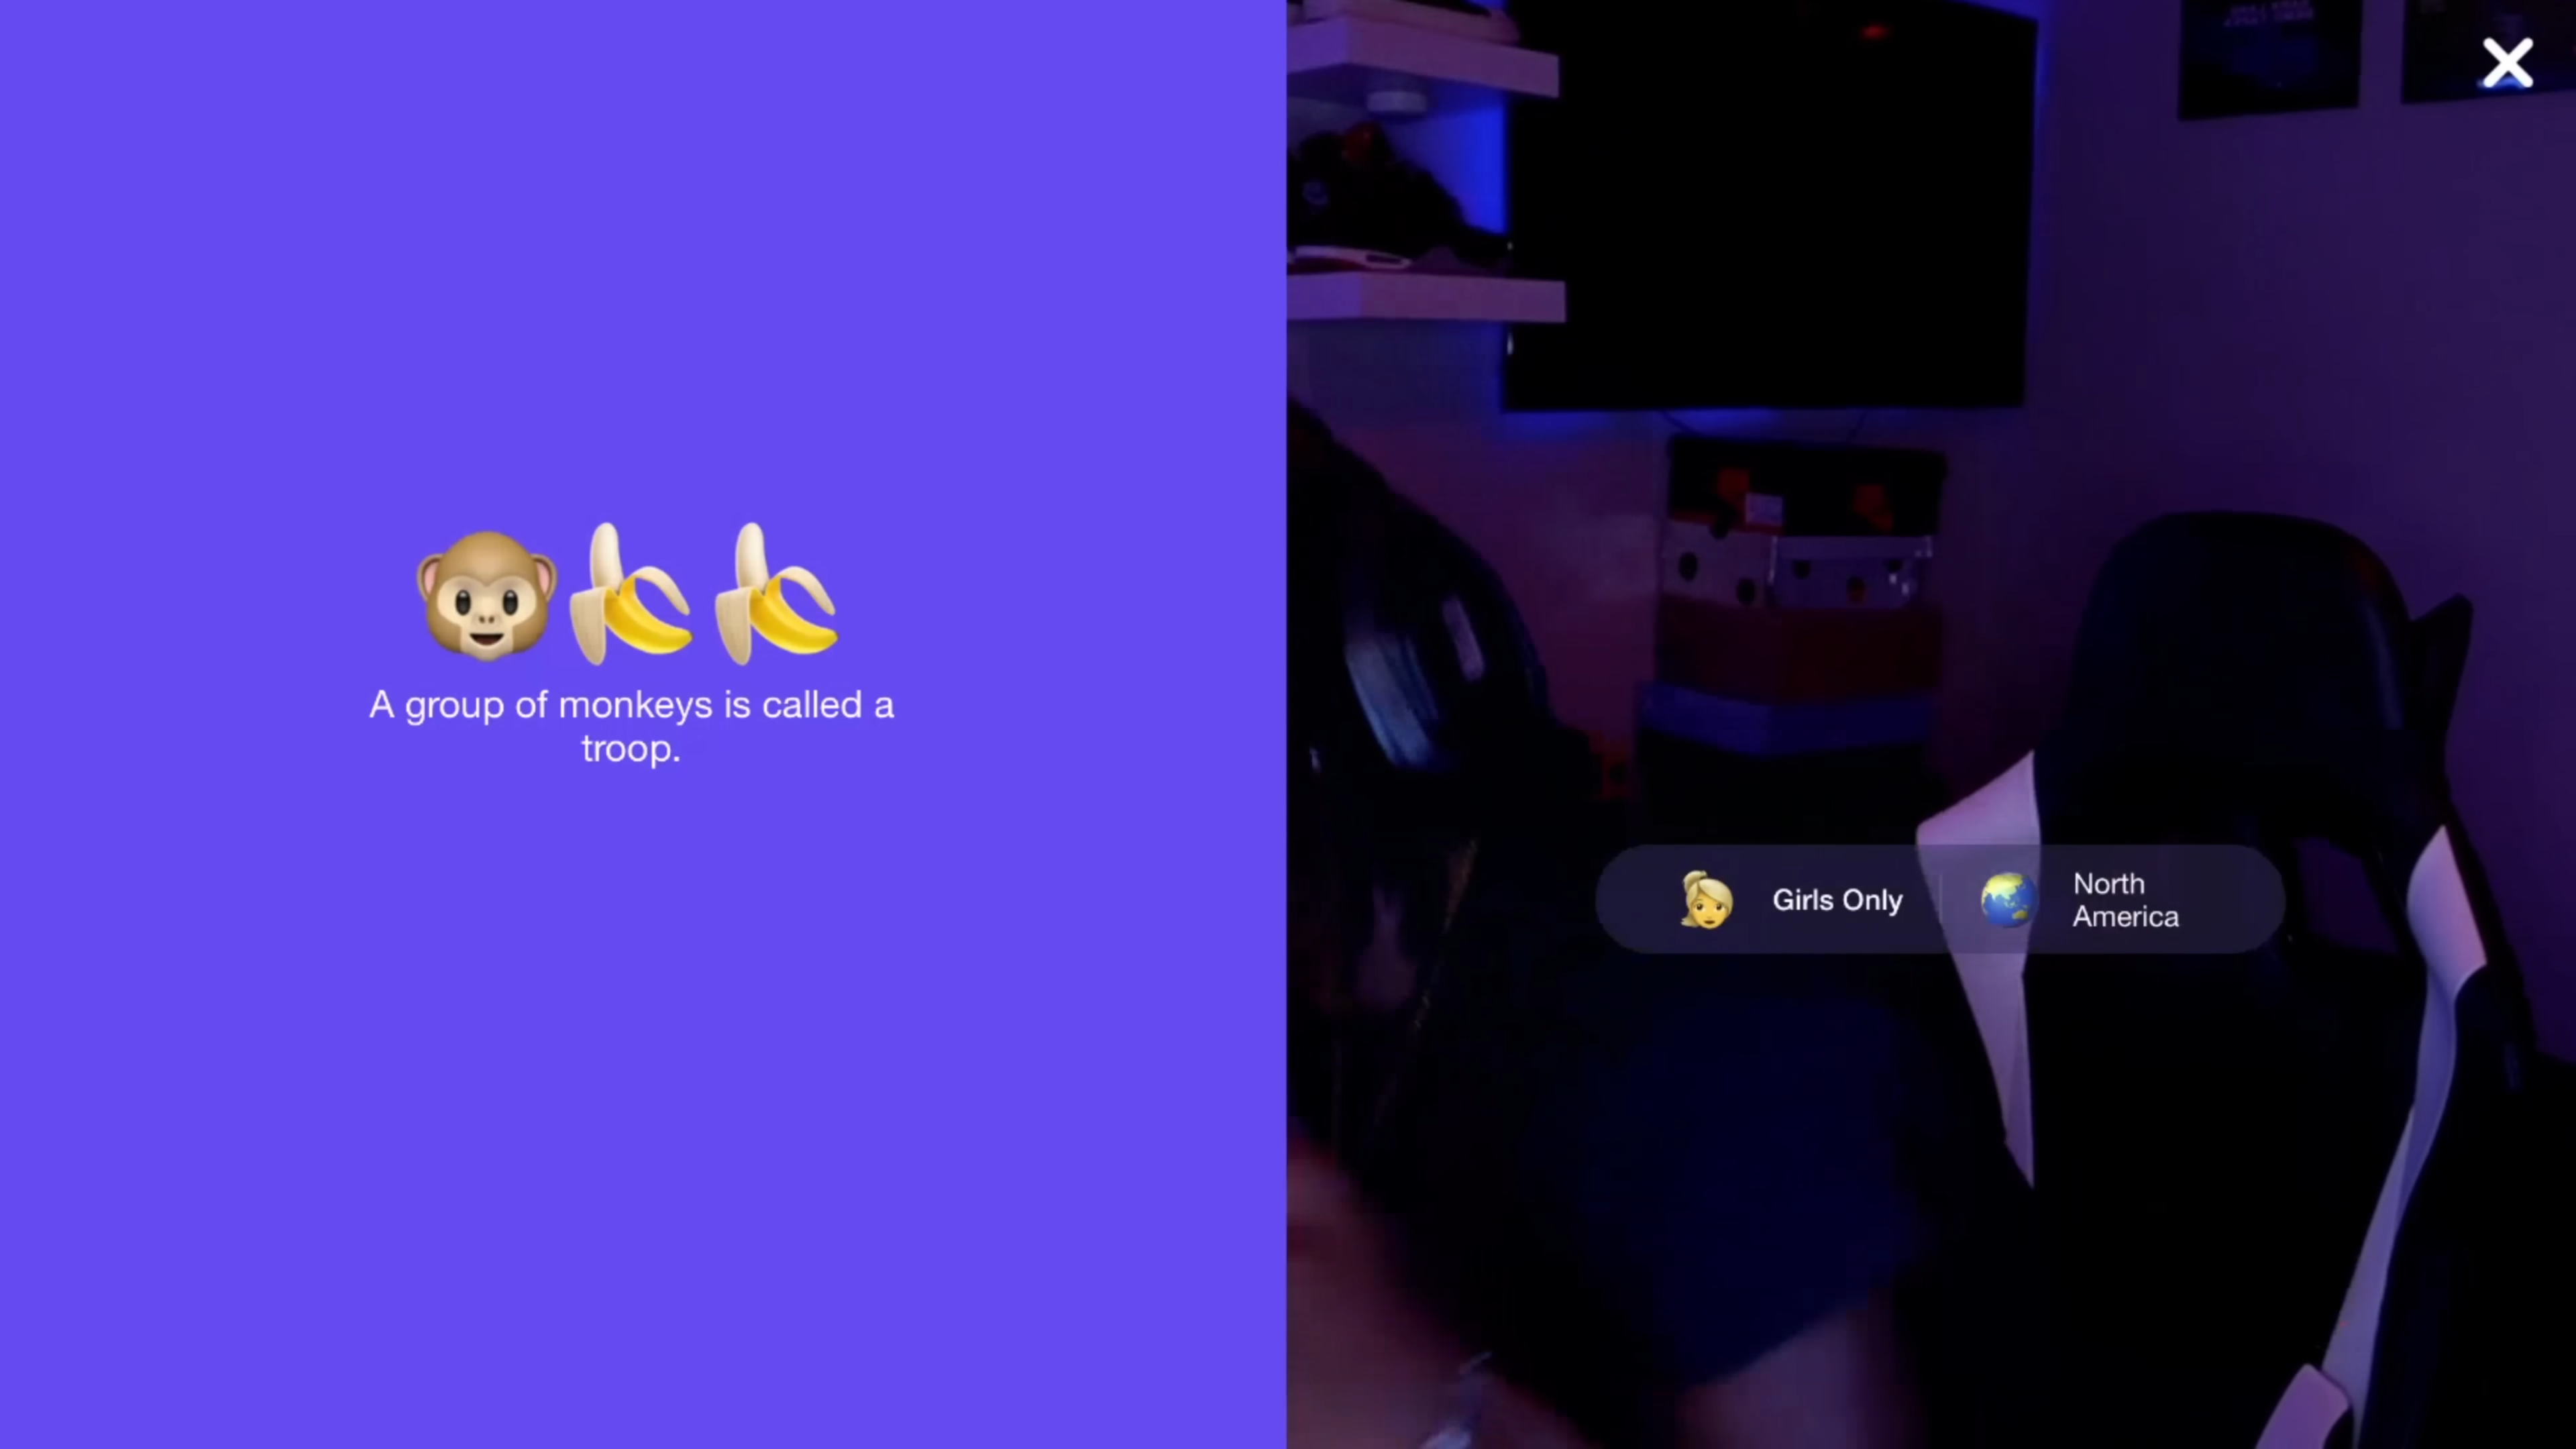 A group of monkeys is called a
troop.
Girls Only
North
America